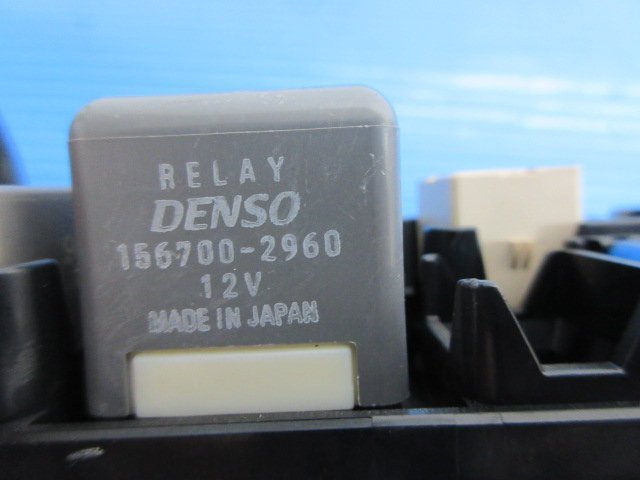 RELAY
DENSO
156700-2960
12V
MADE IN JAPAN